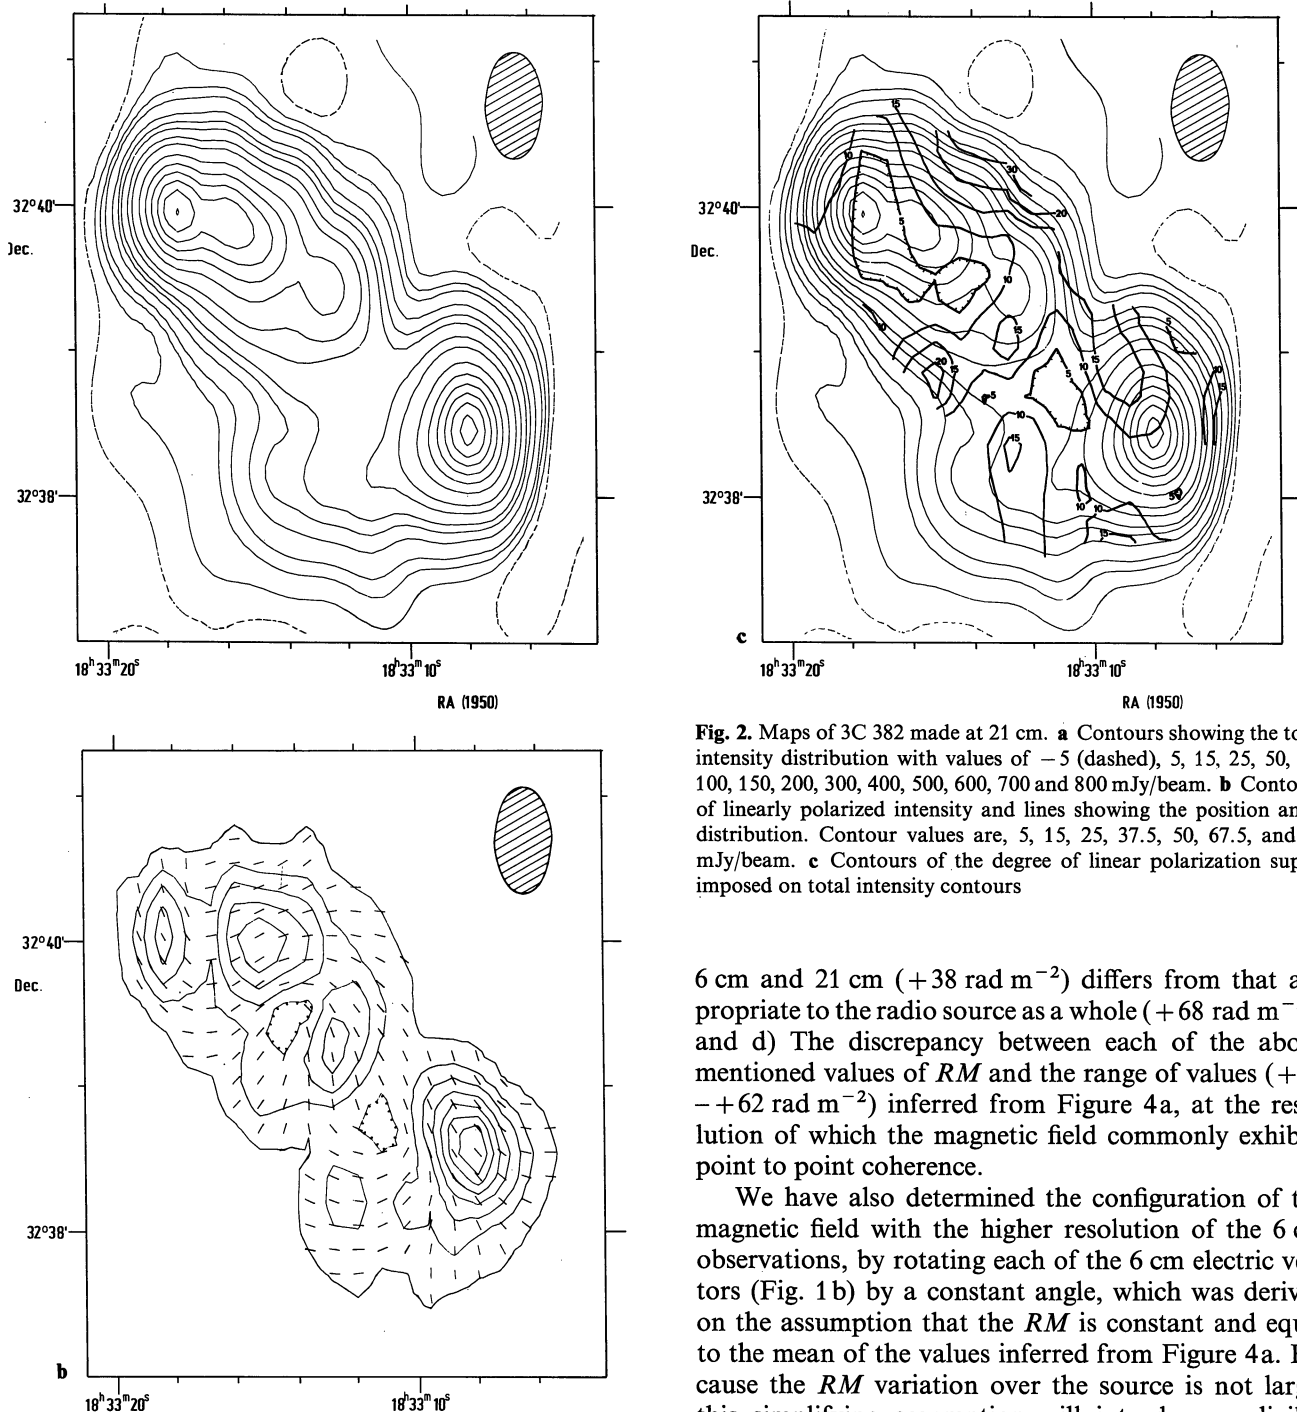 32°40'
Dec.
32°38'
18ʰ33ᵐ20ˢ
18ʰ33ᵐ10ˢ
RA (1950)
15
10
30
20
5
32°40'
Dec.
10
10
15
20
15
5
10
15
5
10
15
5
10
15
32°38'
5
10
10
15
c
18ʰ33ᵐ20ˢ
18ʰ33ᵐ10ˢ
RA (1950)
32°40'
Dec.
32°38'
b
18ʰ33ᵐ20ˢ
18ʰ33ᵐ10ˢ
Fig. 2. Maps of 3C 382 made at 21 cm. a Contours showing the to
intensity distribution with values of −5 (dashed), 5, 15, 25, 50,
100, 150, 200, 300, 400, 500, 600, 700 and 800 mJy/beam. b Conto
of linearly polarized intensity and lines showing the position an
distribution. Contour values are, 5, 15, 25, 37.5, 50, 67.5, and
mJy/beam. c Contours of the degree of linear polarization sup
imposed on total intensity contours
6 cm and 21 cm (+38 rad m⁻²) differs from that a
propriate to the radio source as a whole (+68 rad m⁻
and d) The discrepancy between each of the abo
mentioned values of RM and the range of values (+
−+62 rad m⁻²) inferred from Figure 4a, at the res
lution of which the magnetic field commonly exhib
point to point coherence.
We have also determined the configuration of t
magnetic field with the higher resolution of the 6 c
observations, by rotating each of the 6 cm electric ve
tors (Fig. 1b) by a constant angle, which was deriv
on the assumption that the RM is constant and equ
to the mean of the values inferred from Figure 4a. B
cause the RM variation over the source is not larg